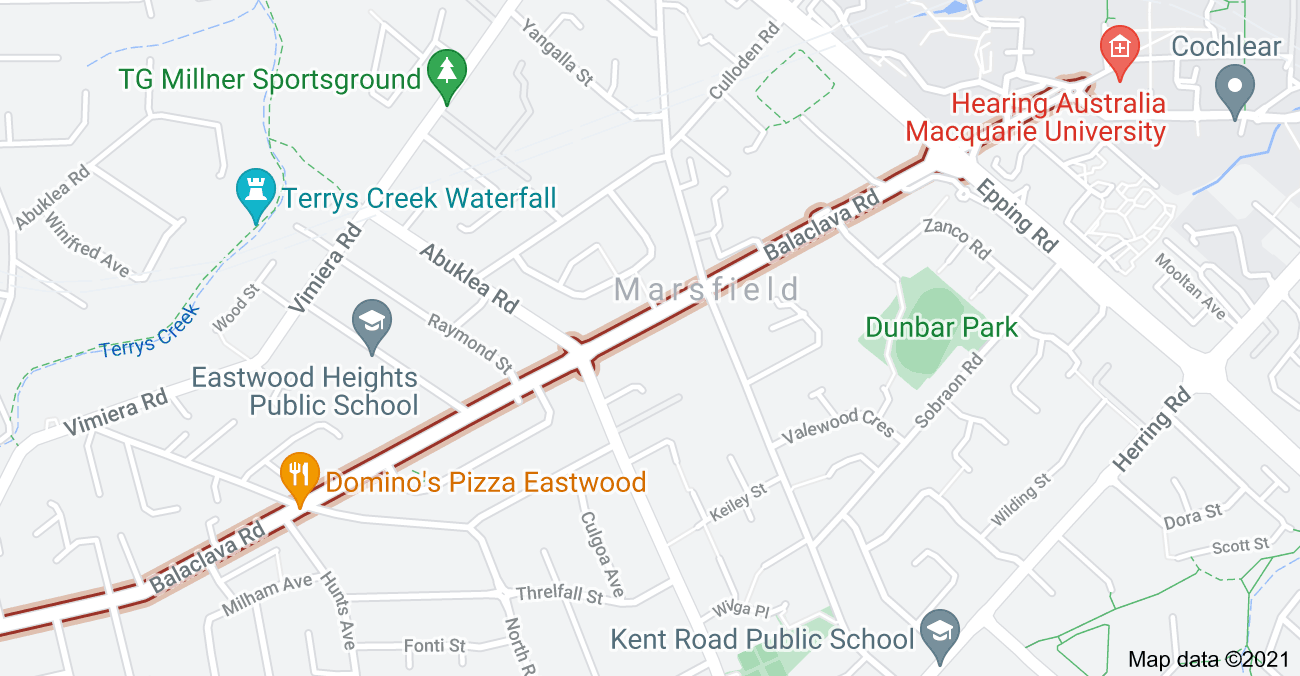 Yangalla St
Culloden Rd
Cochlear
TG Millner Sportsground
Hearing Australia
Macquarie University
Abuklea Rd
Terrys Creek Waterfall
Balaclava Rd
Epping Rd
Winifred Ave
Vimiera Rd
Abuklea Rd
Zanco Rd
Mooltan Ave
Wood St
Marsfield
Terrys Creek
Raymond St
Dunbar Park
Eastwood Heights
Public School
Vimiera Rd
Valewood Cres
Sobraon Rd
Herring Rd
Domino's Pizza Eastwood
Keiley St
Wilding St
Dora St
Scott St
Balaclava Rd
Culgoa Ave
Milham Ave
Hunts Ave
Threlfall St
Wilga Pl
Fonti St
North R
Kent Road Public School
Map data ©2021